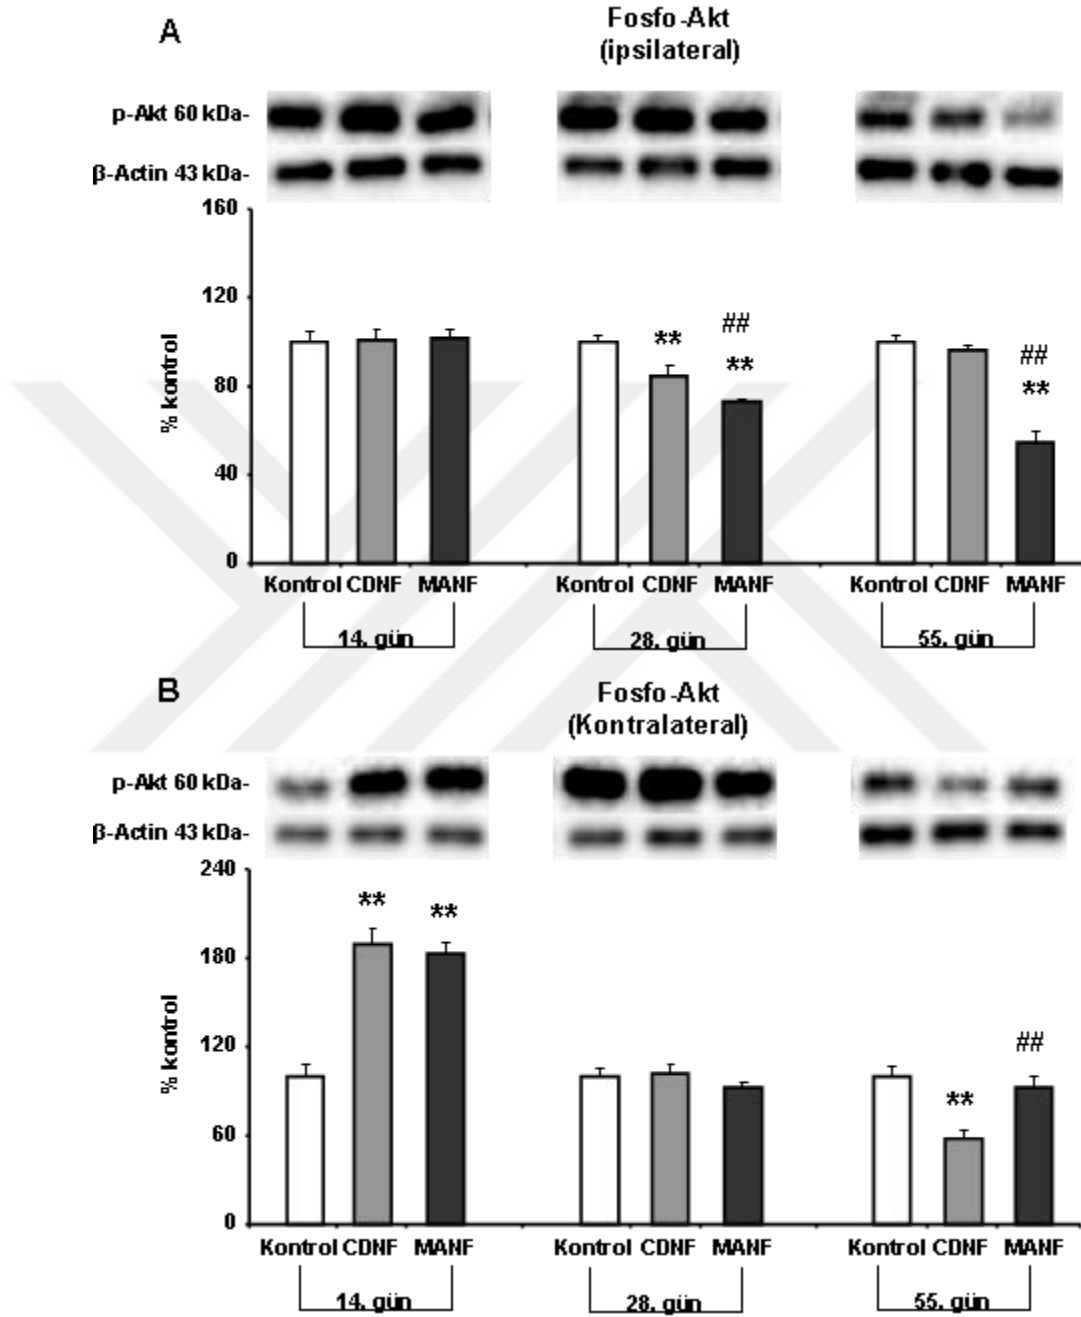 A
Fosfo-Akt
(ipsilateral)
p-Akt 60 kDa-
β-Actin 43 kDa-
160
120
80
40
0
% kontrol
**
##
**
##
**
Kontrol CDNF MANF
Kontrol CDNF MANF
Kontrol CDNF MANF
14. gün
28. gün
55. gün
B
Fosfo-Akt
(Kontralateral)
p-Akt 60 kDa-
β-Actin 43 kDa-
240
180
120
60
0
% kontrol
**
**
**
##
Kontrol CDNF MANF
Kontrol CDNF MANF
Kontrol CDNF MANF
14. gün
28. gün
55. gün